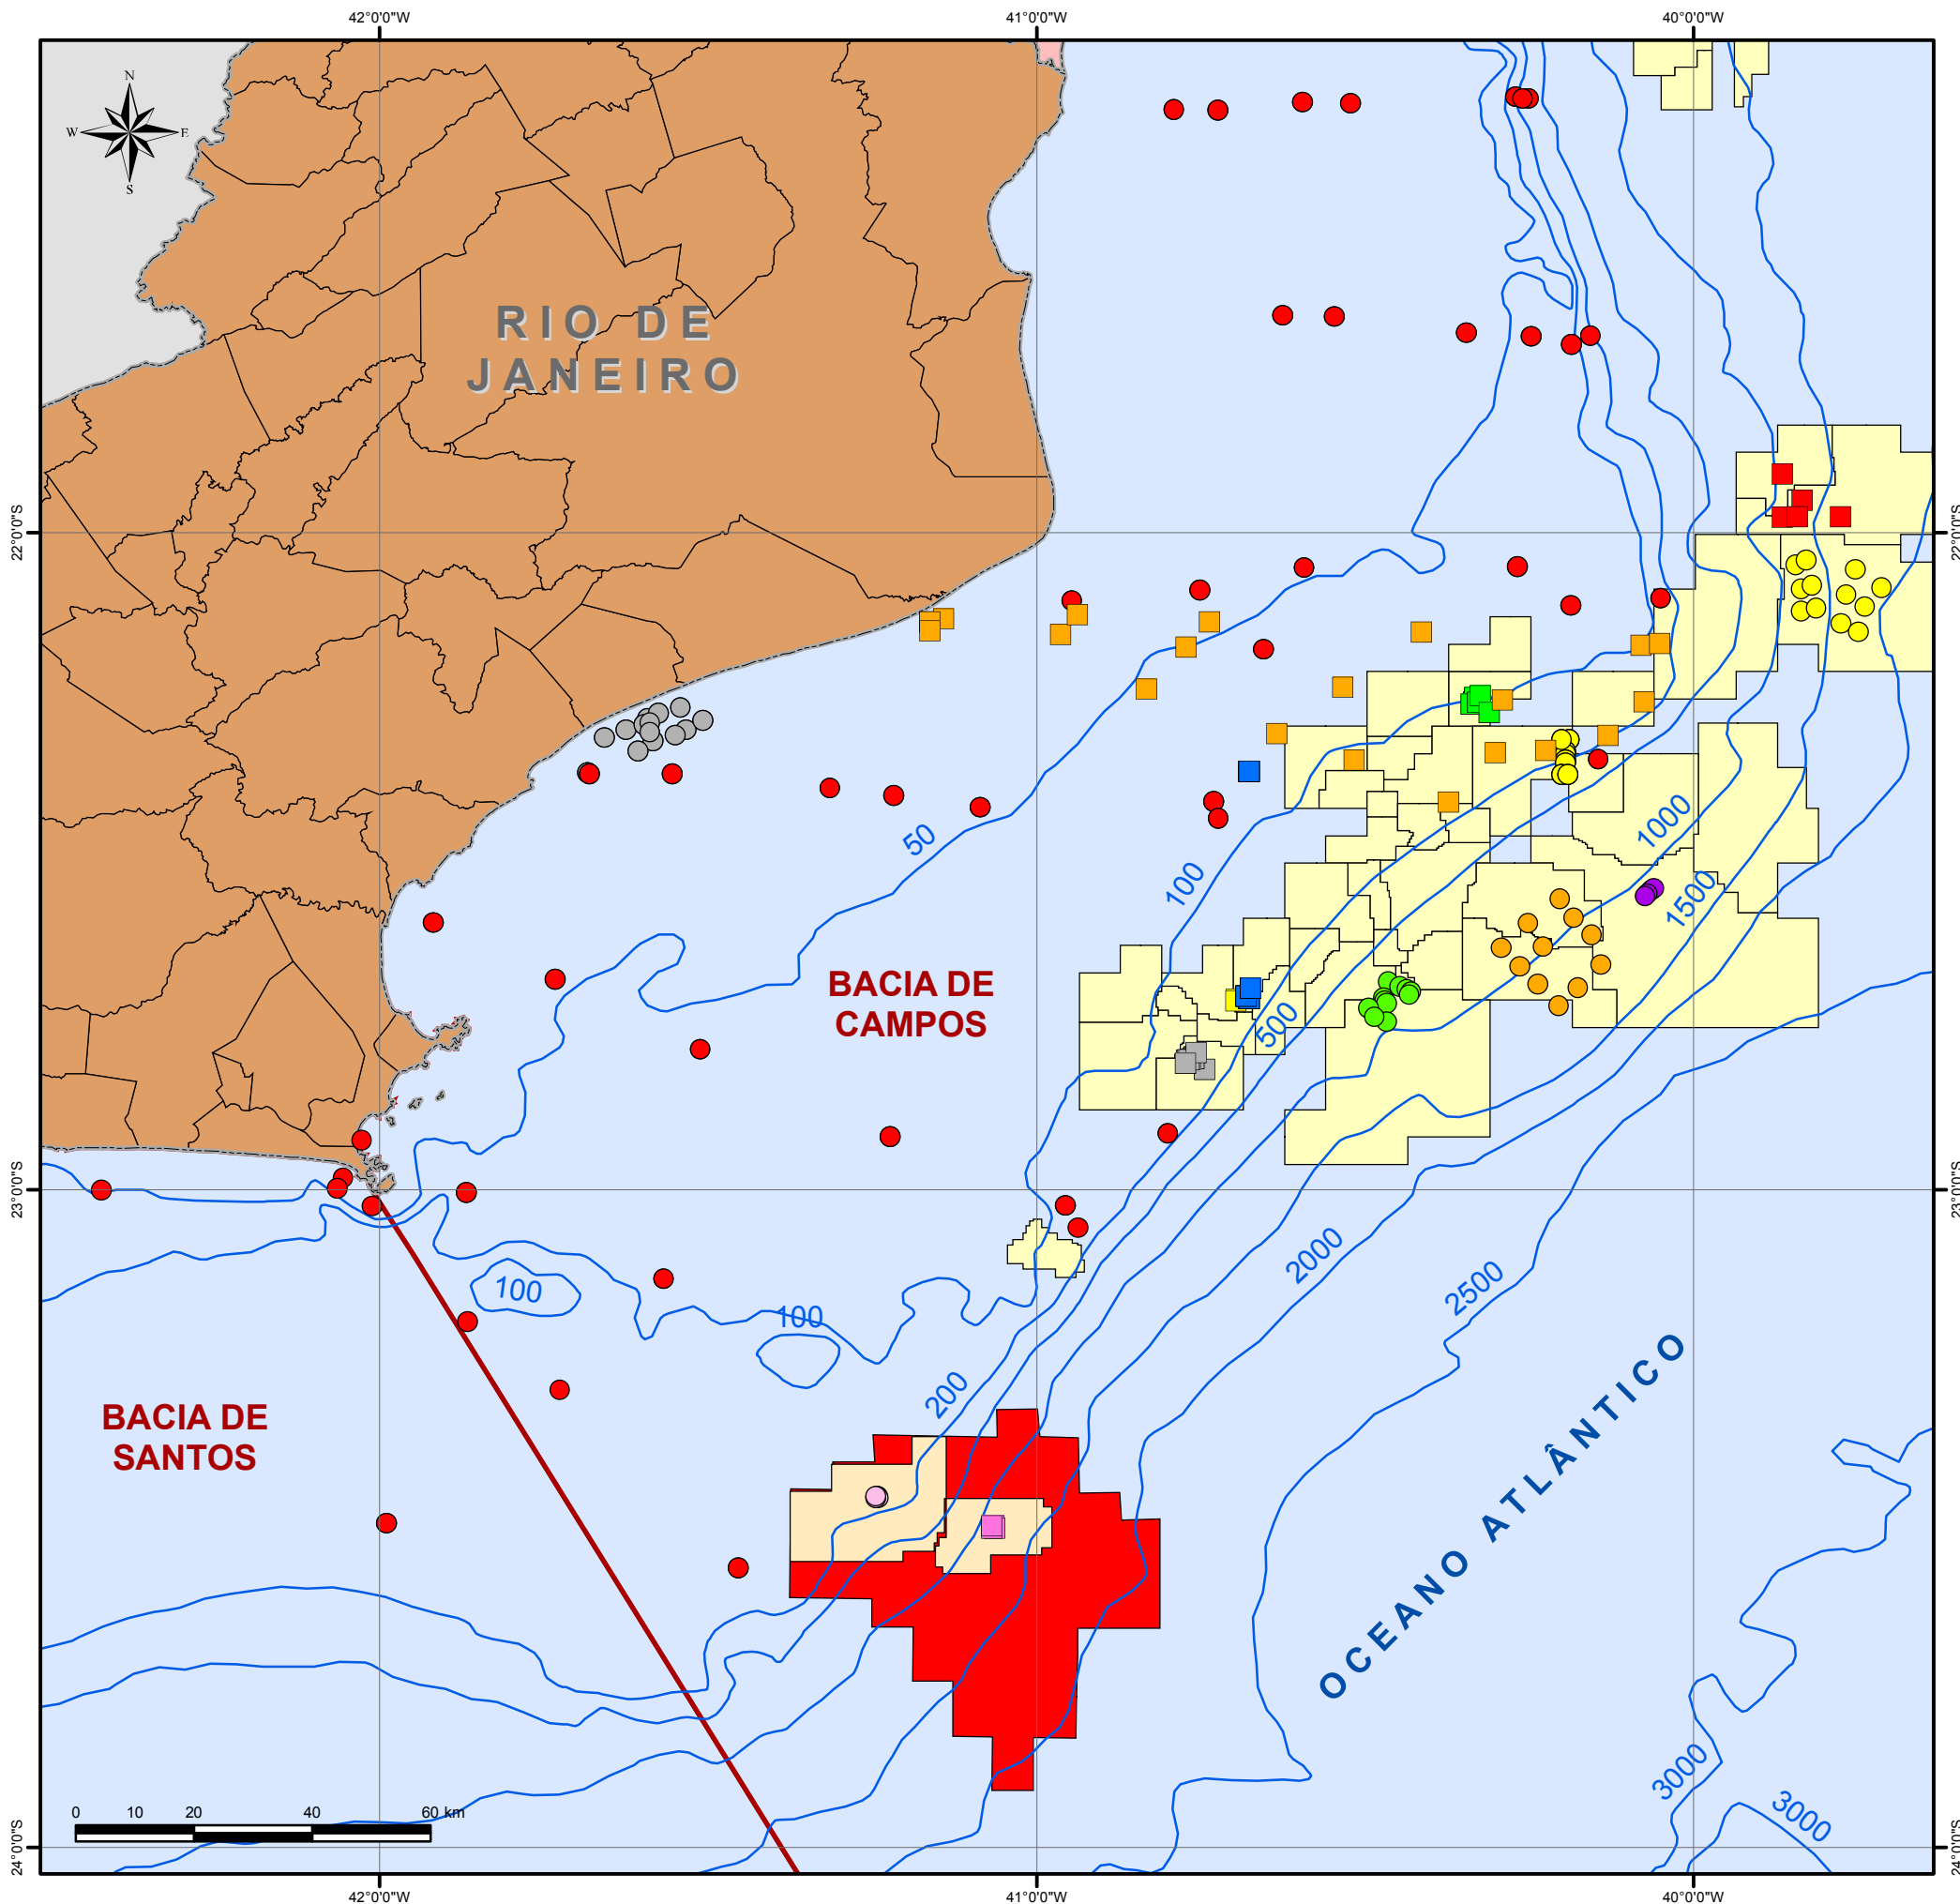 42°0'0"W
41°0'0"W
40°0'0"W
N
W
E
S
RIO DE
JANEIRO
22°0'0"S
22°0'0"S
50
100
1000
1500
BACIA DE
CAMPOS
500
23°0'0"S
23°0'0"S
2000
2500
100
100
200
BACIA DE
SANTOS
OCEANO ATLÂNTICO
3000
3000
0
10
20
40
60 km
24°0'0"S
24°0'0"S
42°0'0"W
41°0'0"W
40°0'0"W